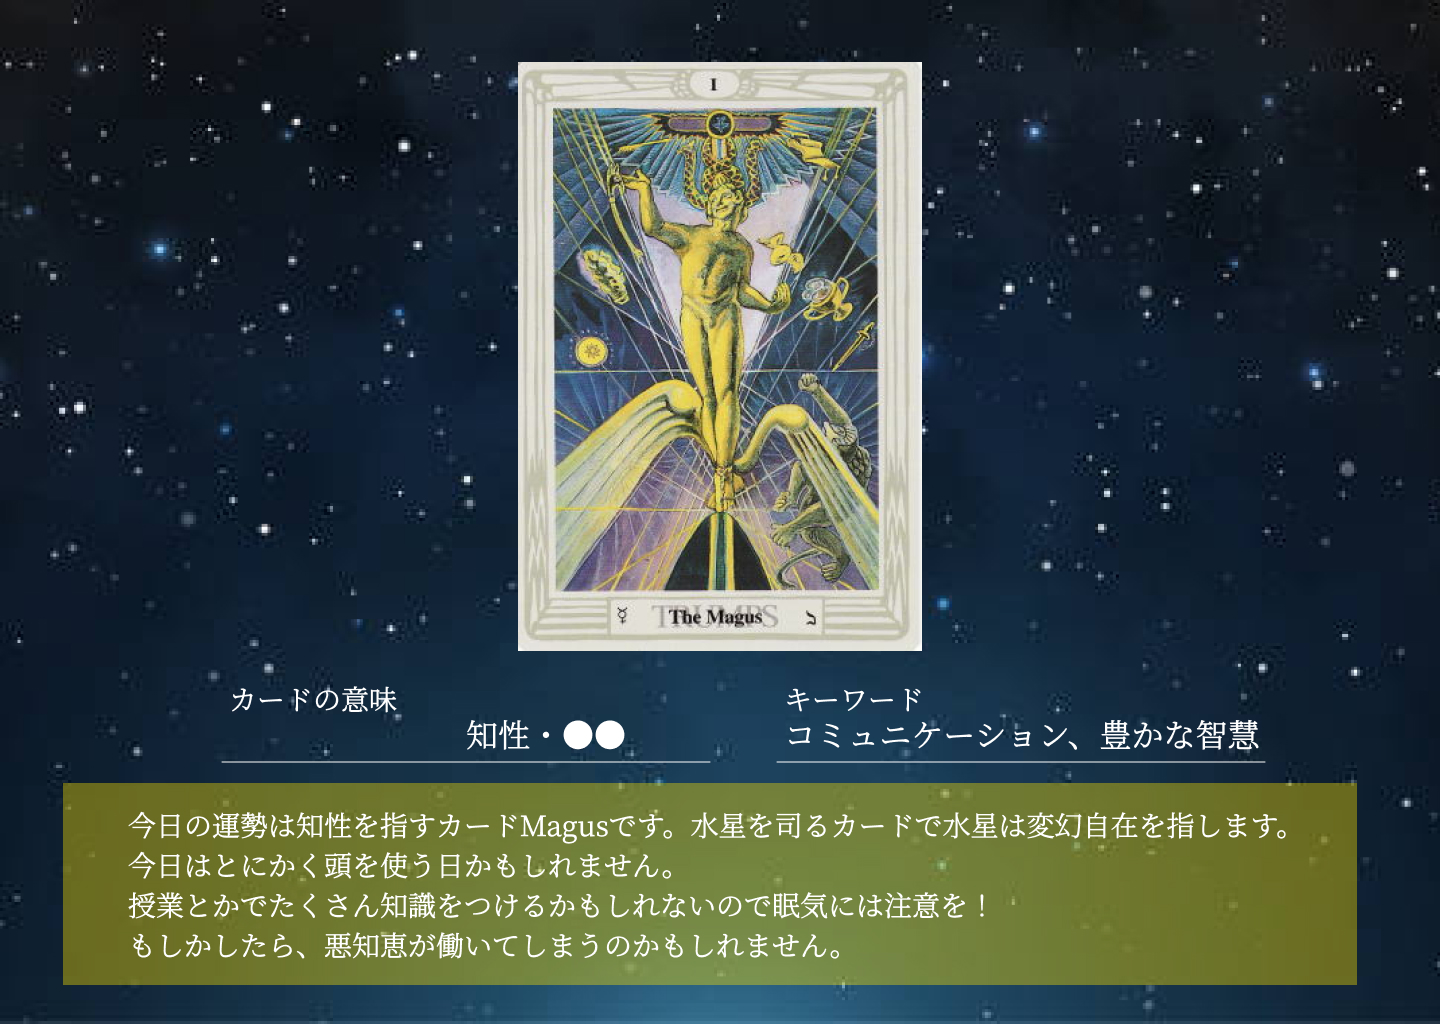 I
TRUMPS
☿ The Magus
カードの意味
知性・●●
キーワード
コミュニケーション、豊かな智慧
今日の運勢は知性を指すカードMagusです。水星を司るカードで水星は変幻自在を指します。
今日はとにかく頭を使う日かもしれません。
授業とかでたくさん知識をつけるかもしれないので眠気には注意を！
もしかしたら、悪知恵が働いてしまうのかもしれません。